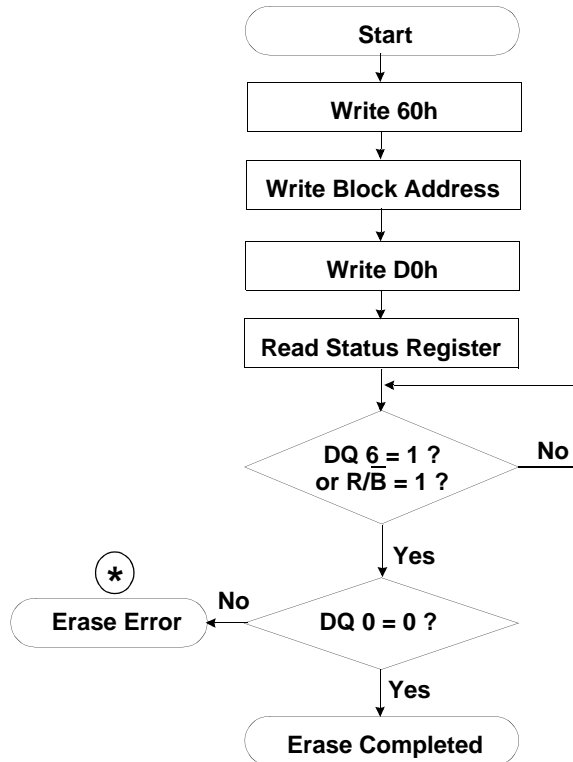 Start
Write 60h
Write Block Address
Write D0h
Read Status Register
DQ 6 = 1 ?
or R/B̅ = 1 ?
No
Yes
*
No
Erase Error
DQ 0 = 0 ?
Yes
Erase Completed